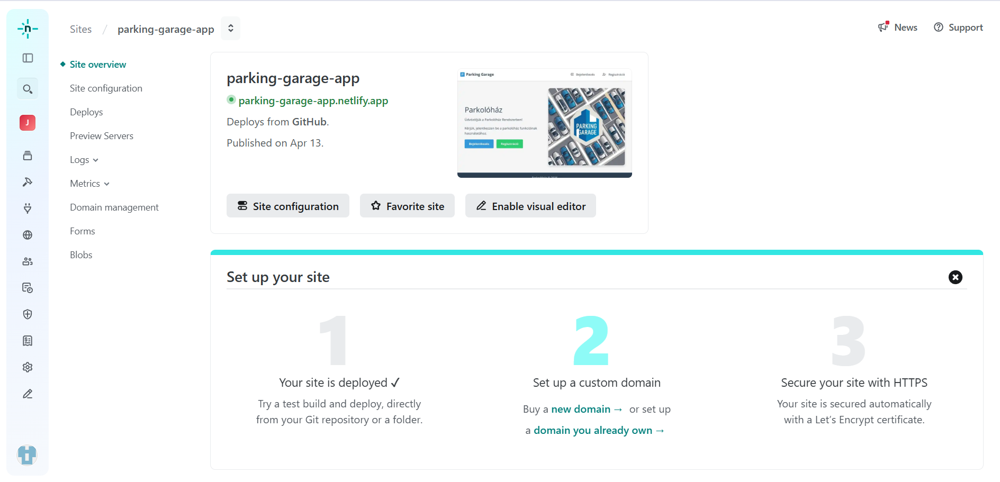 n
Sites / parking-garage-app
News
Support
J
Site overview
Site configuration
Deploys
Preview Servers
Logs
Metrics
Domain management
Forms
Blobs
parking-garage-app
parking-garage-app.netlify.app
Deploys from GitHub.
Published on Apr 13.
P Parking Garage
Bejelentkezés
Regisztráció
Parkolóház
Üdvözöljük a Parkolóház Rendszerben!
Kérjük, jelentkezzen be a parkolóház funkcióinak
használatához.
Bejelentkezés
Regisztráció
PARKING
GARAGE
Site configuration
Favorite site
Enable visual editor
Set up your site
1
Your site is deployed ✓
Try a test build and deploy, directly
from your Git repository or a folder.
2
Set up a custom domain
Buy a new domain → or set up
a domain you already own →
3
Secure your site with HTTPS
Your site is secured automatically
with a Let's Encrypt certificate.